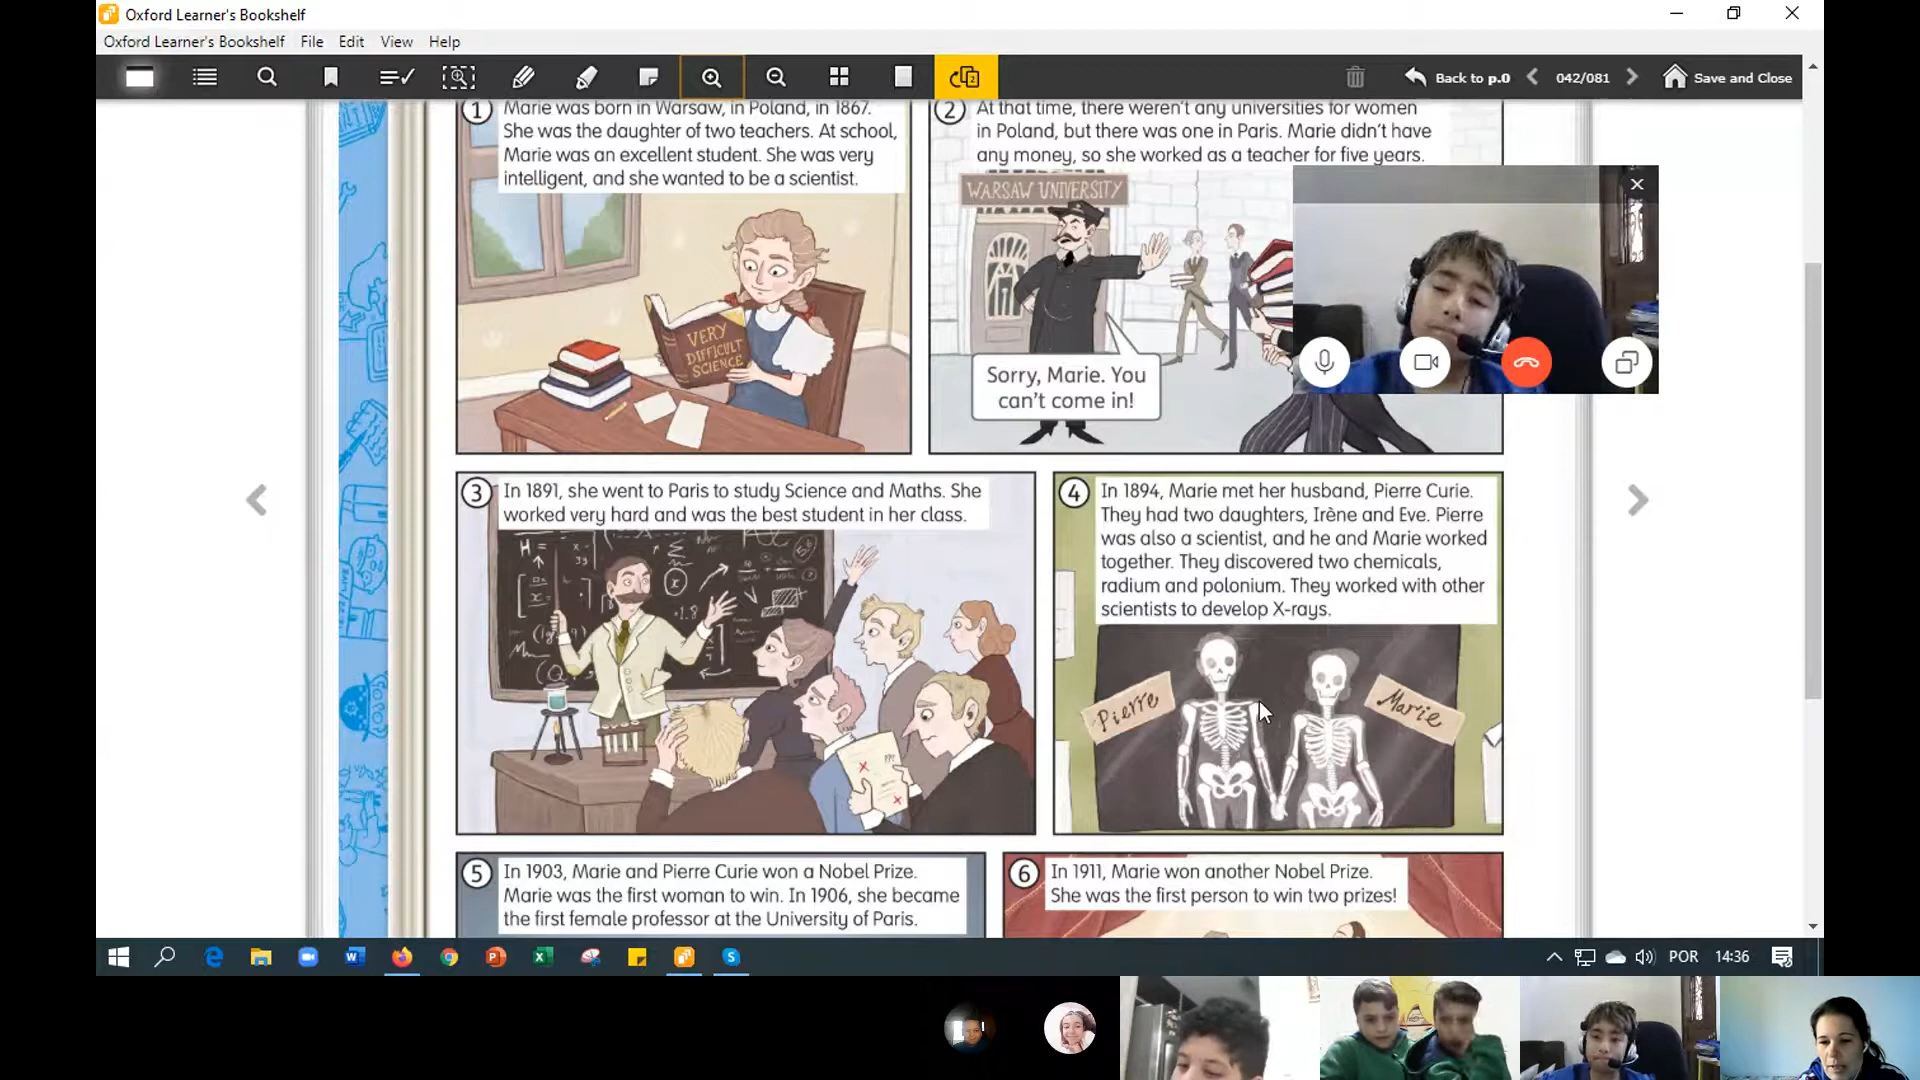 Oxford Learner's Bookshelf
Oxford Learner's Bookshelf File Edit View Help
Back to p.0 042/081 Save and Close
1 Marie was born in Warsaw, in Poland, in 1867.
She was the daughter of two teachers. At school,
Marie was an excellent student. She was very
intelligent, and she wanted to be a scientist.
VERY
DIFFICULT
SCIENCE
2 At that time, there weren't any universities for women
in Poland, but there was one in Paris. Marie didn't have
any money, so she worked as a teacher for five years.
WARSAW UNIVERSITY
Sorry, Marie. You
can't come in!
3 In 1891, she went to Paris to study Science and Maths. She
worked very hard and was the best student in her class.
4 In 1894, Marie met her husband, Pierre Curie.
They had two daughters, Irène and Eve. Pierre
was also a scientist, and he and Marie worked
together. They discovered two chemicals,
radium and polonium. They worked with other
scientists to develop X-rays.
Pierre
Marie
5 In 1903, Marie and Pierre Curie won a Nobel Prize.
Marie was the first woman to win. In 1906, she became
the first female professor at the University of Paris.
6 In 1911, Marie won another Nobel Prize.
She was the first person to win two prizes!
POR 14:36